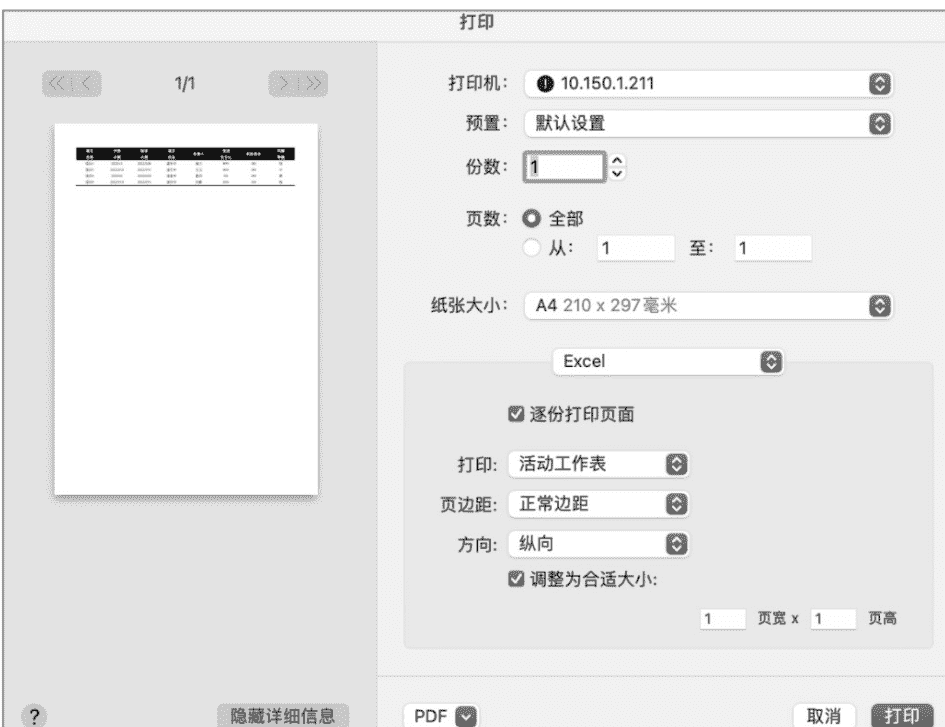 打印
1/1
打印机: 10.150.1.211
预置: 默认设置
份数: 1
页数: 全部
从: 1 至: 1
纸张大小: A4 210 x 297毫米
Excel
逐份打印页面
打印: 活动工作表
页边距: 正常边距
方向: 纵向
调整为合适大小:
1 页宽 x 1 页高
? 隐藏详细信息 PDF 取消 打印